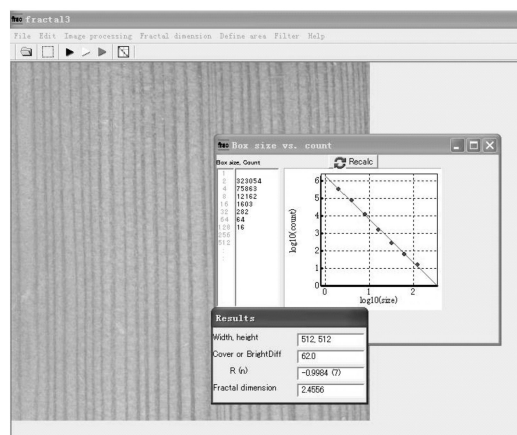 fractal3
File Edit Image processing Fractal dimension Define area Filter Help
Box size vs. count
Box size, Count
Recalc
1
2 323054
4 75863
8 12162
16 1603
32 282
64 64
128 16
256
512
6
5
4
3
2
1
0
log10(count)
0 1 2
log10(size)
Results
Width, height 512, 512
Cover or BrightDiff 62.0
R (n) -0.9984 (7)
Fractal dimension 2.4556